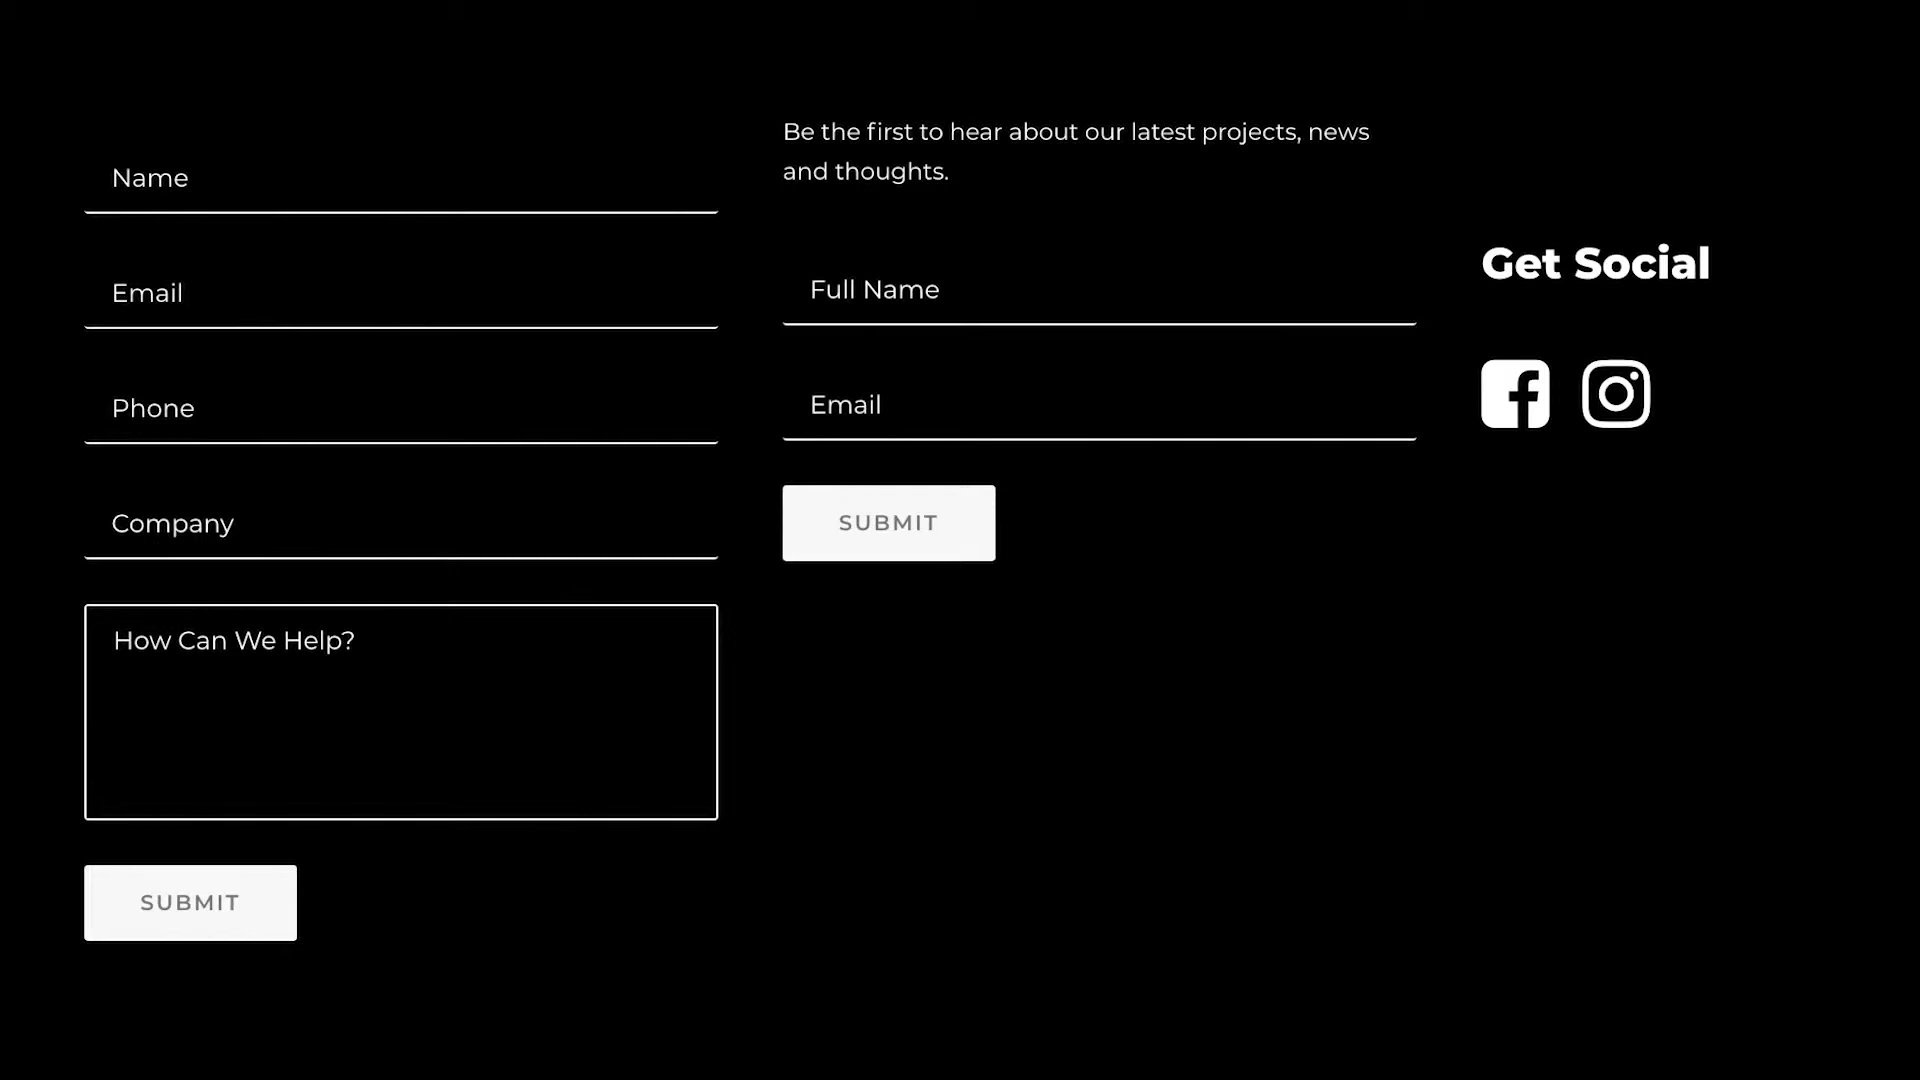 Name
Email
Phone
Company
How Can We Help?
SUBMIT
Be the first to hear about our latest projects, news
and thoughts.
Full Name
Email
SUBMIT
Get Social